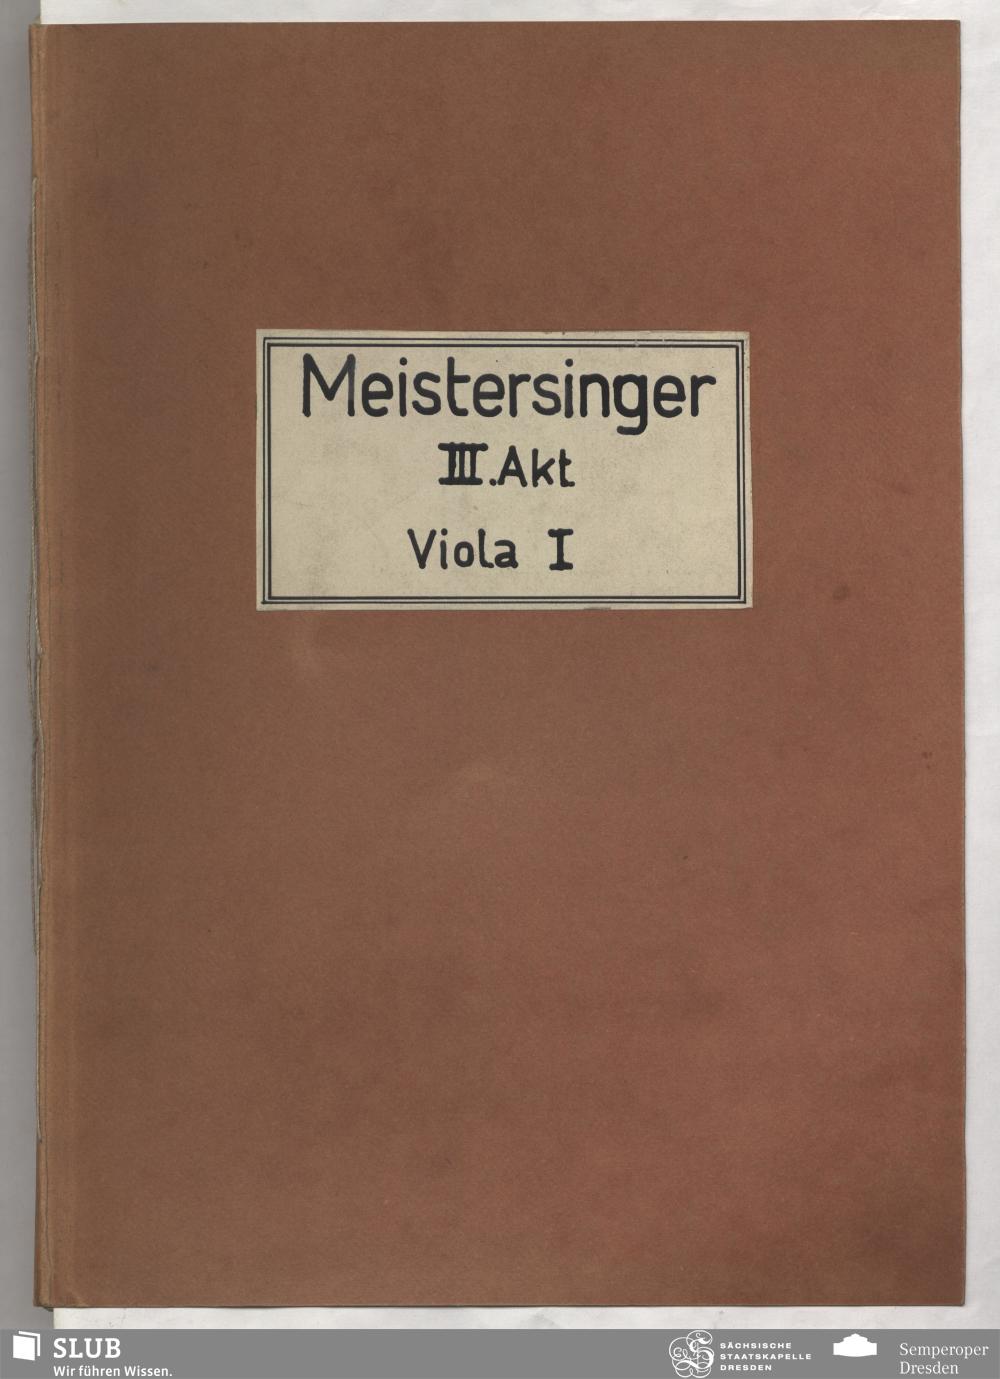 Meistersinger
III. Akt
Viola I
SLUB
Wir führen Wissen.
SÄCHSISCHE
STAATSKAPELLE
DRESDEN
Semperoper
Dresden